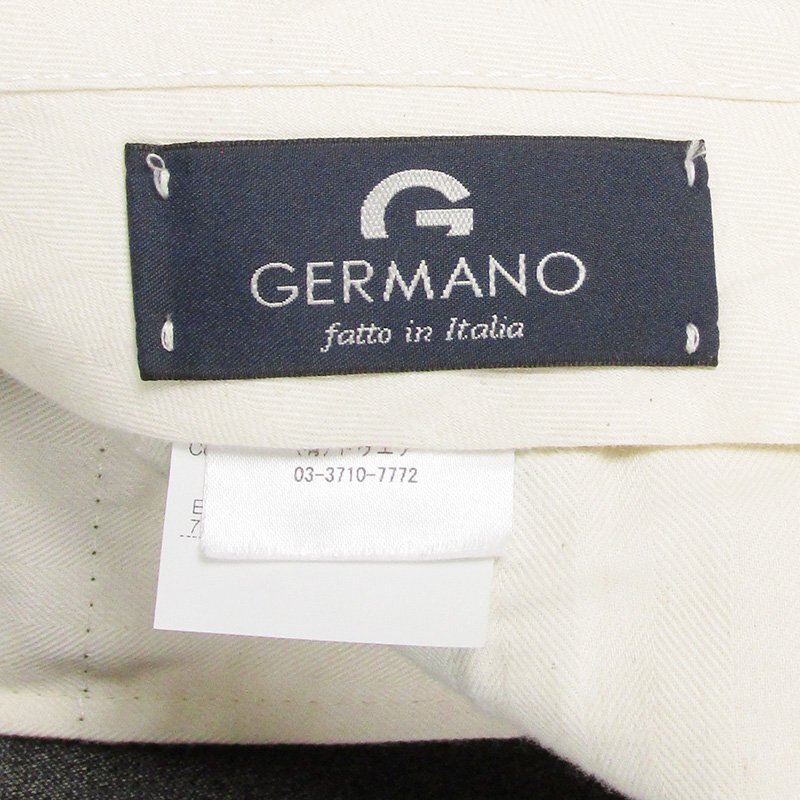 G
GERMANO
fatto in Italia
03-3710-7772